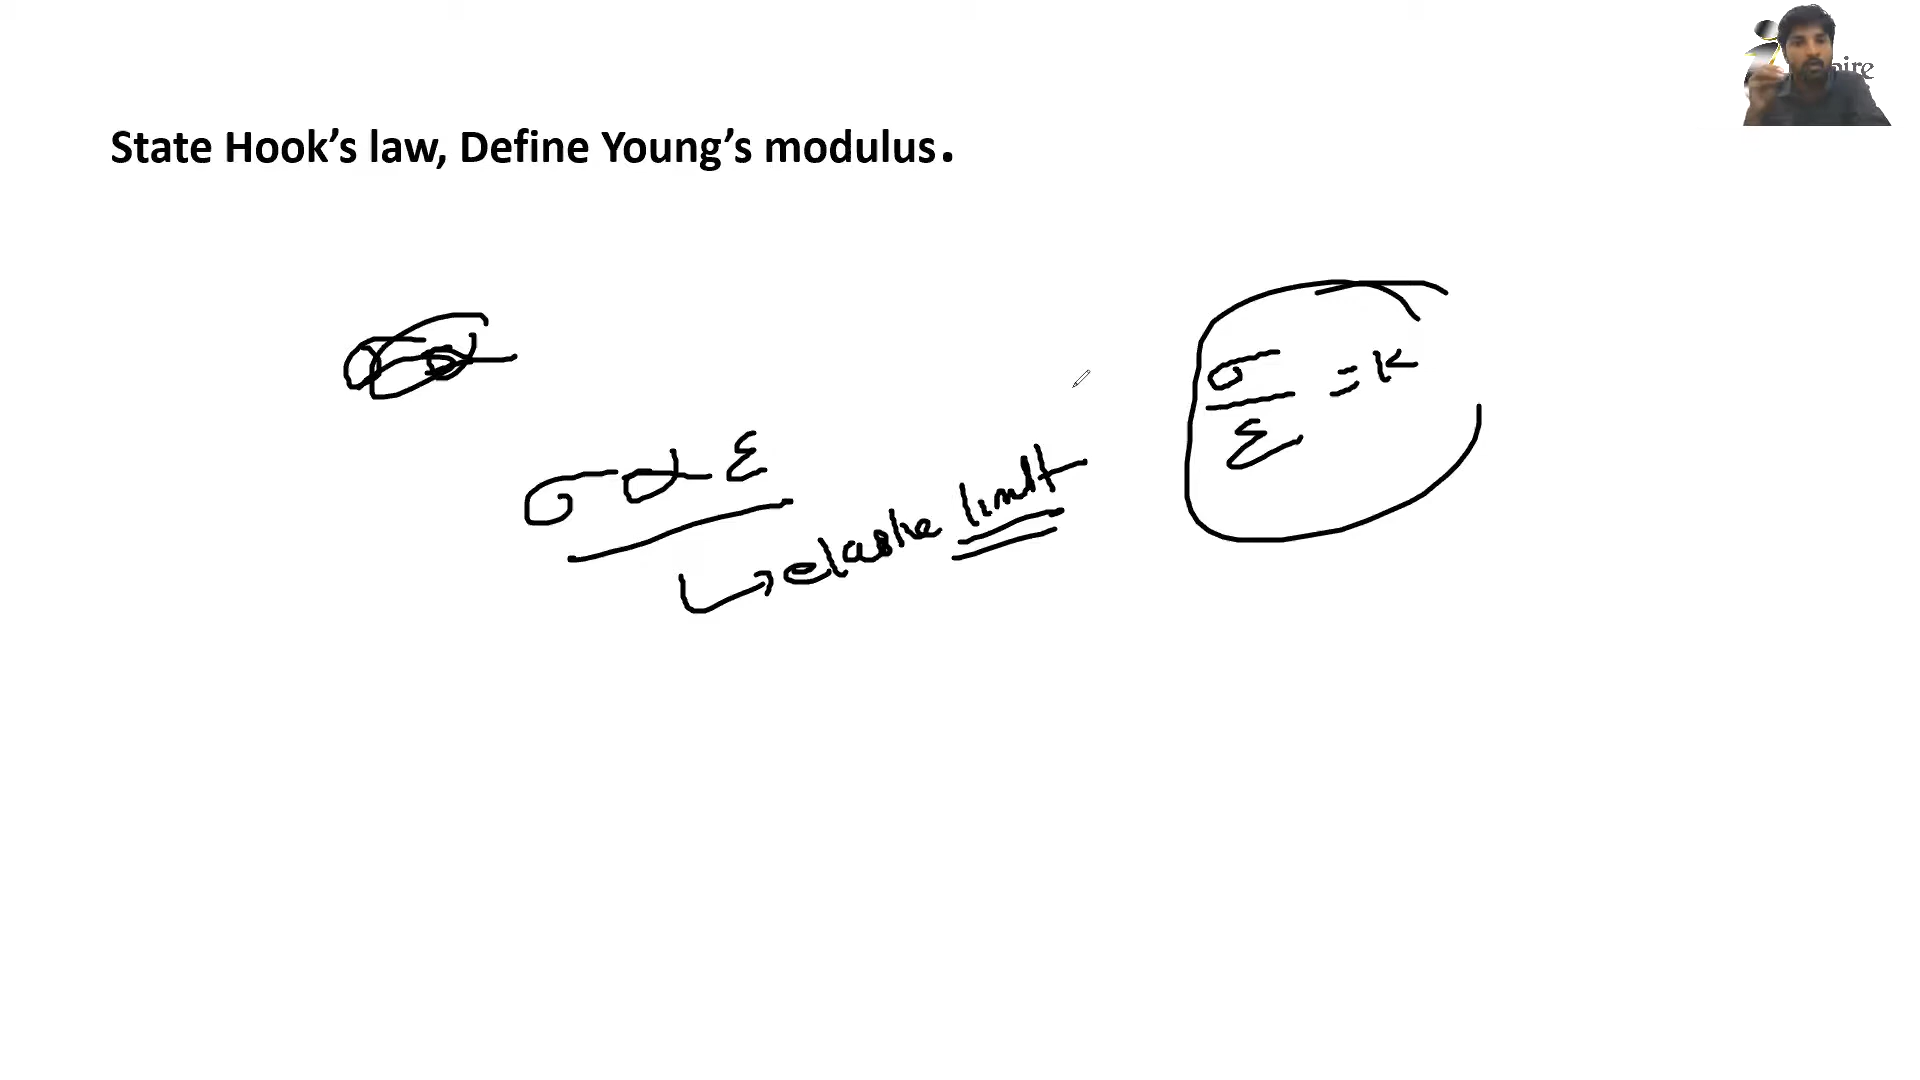 State Hook’s law, Define Young’s modulus.
σ/ε = K
σ α ε
↳ elastic limit